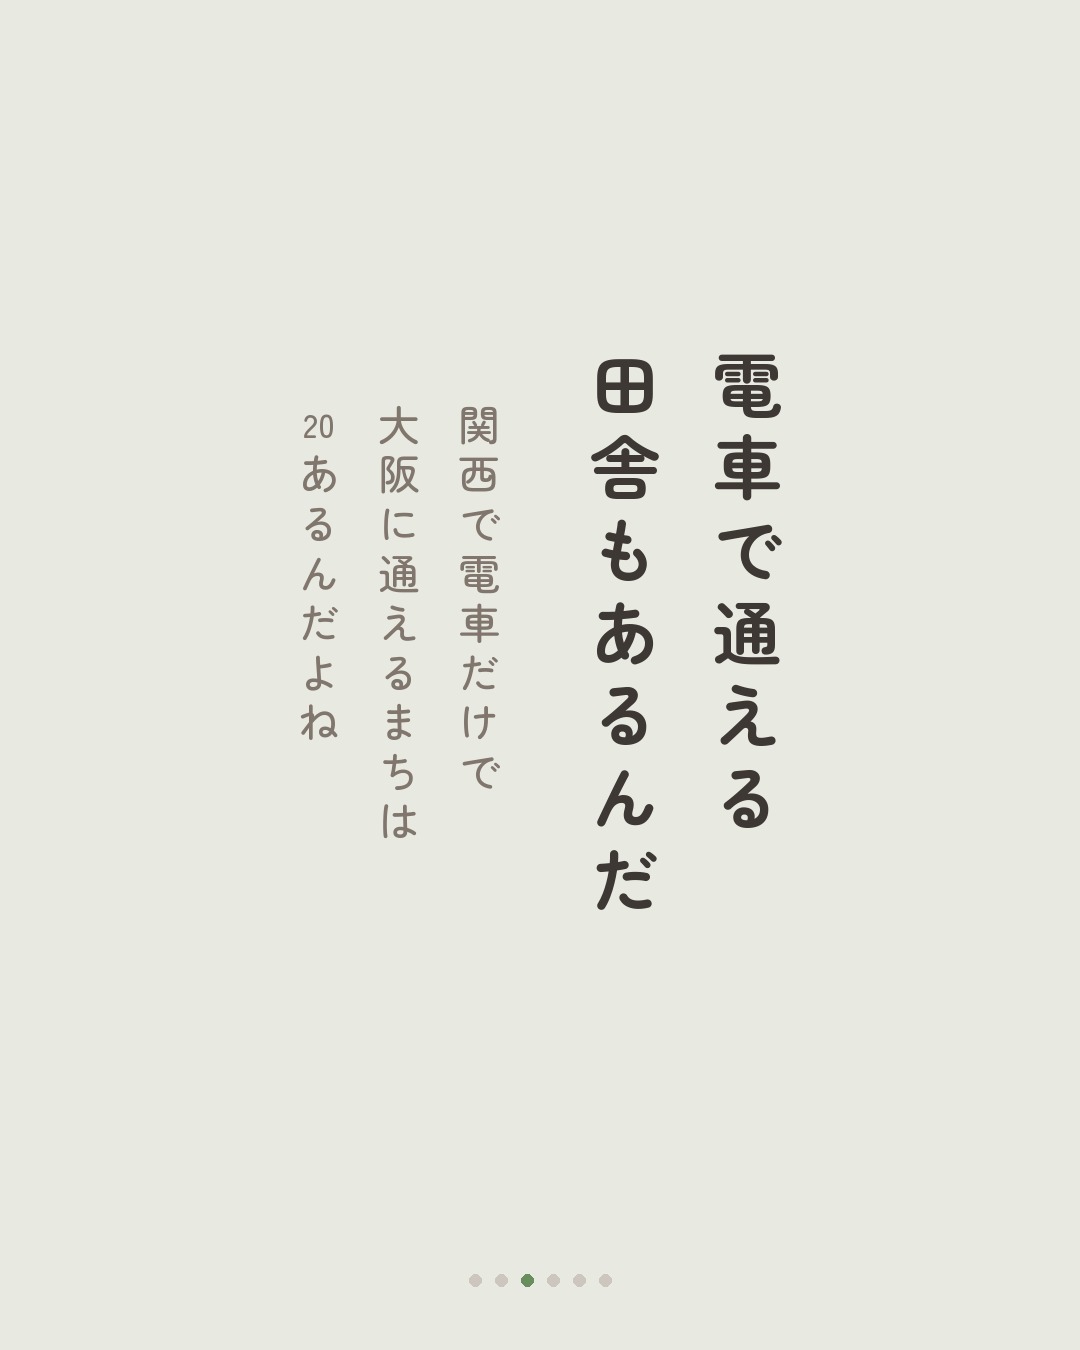 電車で通える
田舎もあるんだ
関西で電車だけで
大阪に通えるまちは
20あるんだよね